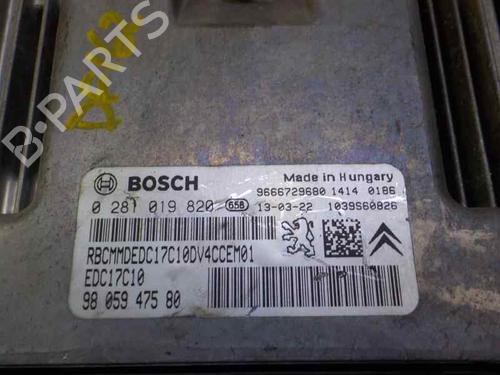 B-PARTS
BOSCH
Made in Hungary
9666729680 1414 0186
0 281 019 820 658 13-03-22 1039S60826
RBCMMDEDC17C10DV4CCEM01
EDC17C10
98 059 475 80